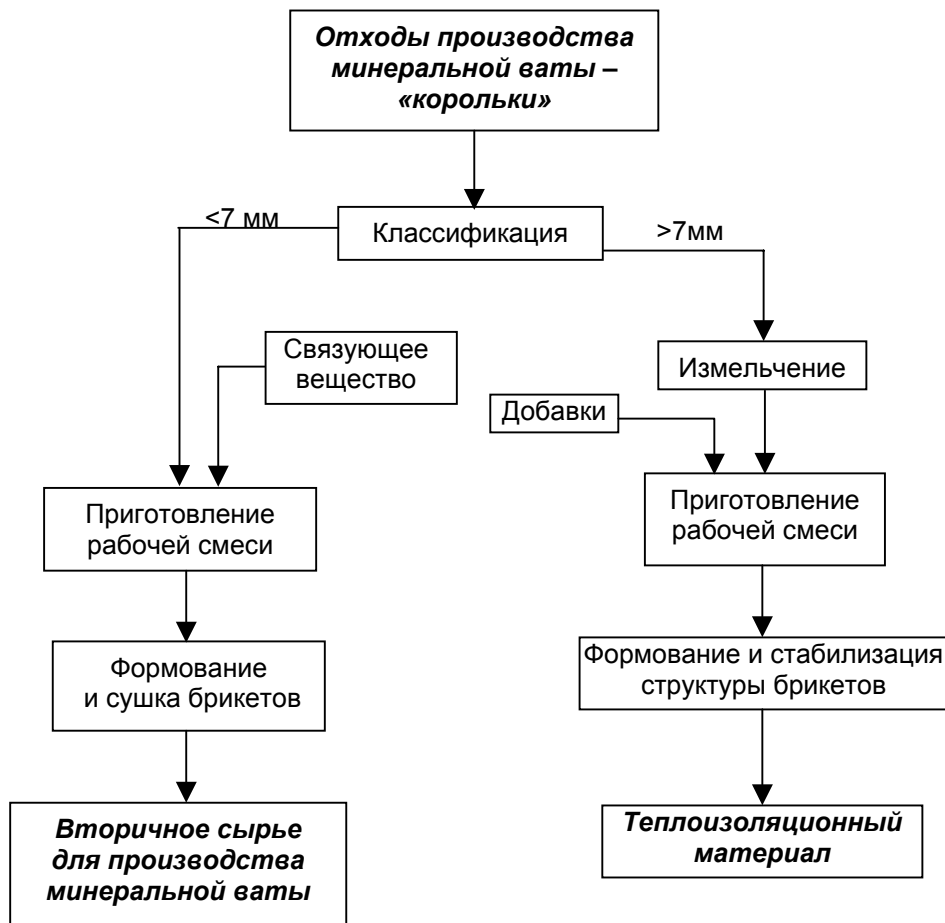 Отходы производства
минеральной ваты –
«корольки»
<7 мм
Классификация
>7мм
Связующее
вещество
Измельчение
Добавки
Приготовление
рабочей смеси
Приготовление
рабочей смеси
Формование
и сушка брикетов
Формование и стабилизация
структуры брикетов
Вторичное сырье
для производства
минеральной ваты
Теплоизоляционный
материал